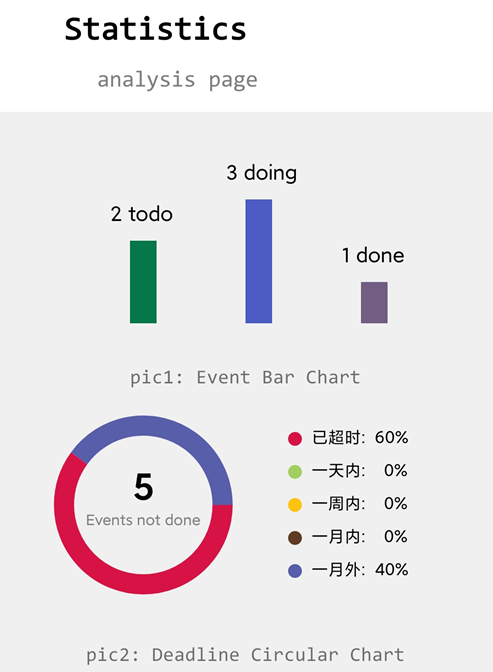 Statistics
analysis page
3 doing
2 todo
1 done
pic1: Event Bar Chart
5
Events not done
已超时: 60%
一天内: 0%
一周内: 0%
一月内: 0%
一月外: 40%
pic2: Deadline Circular Chart